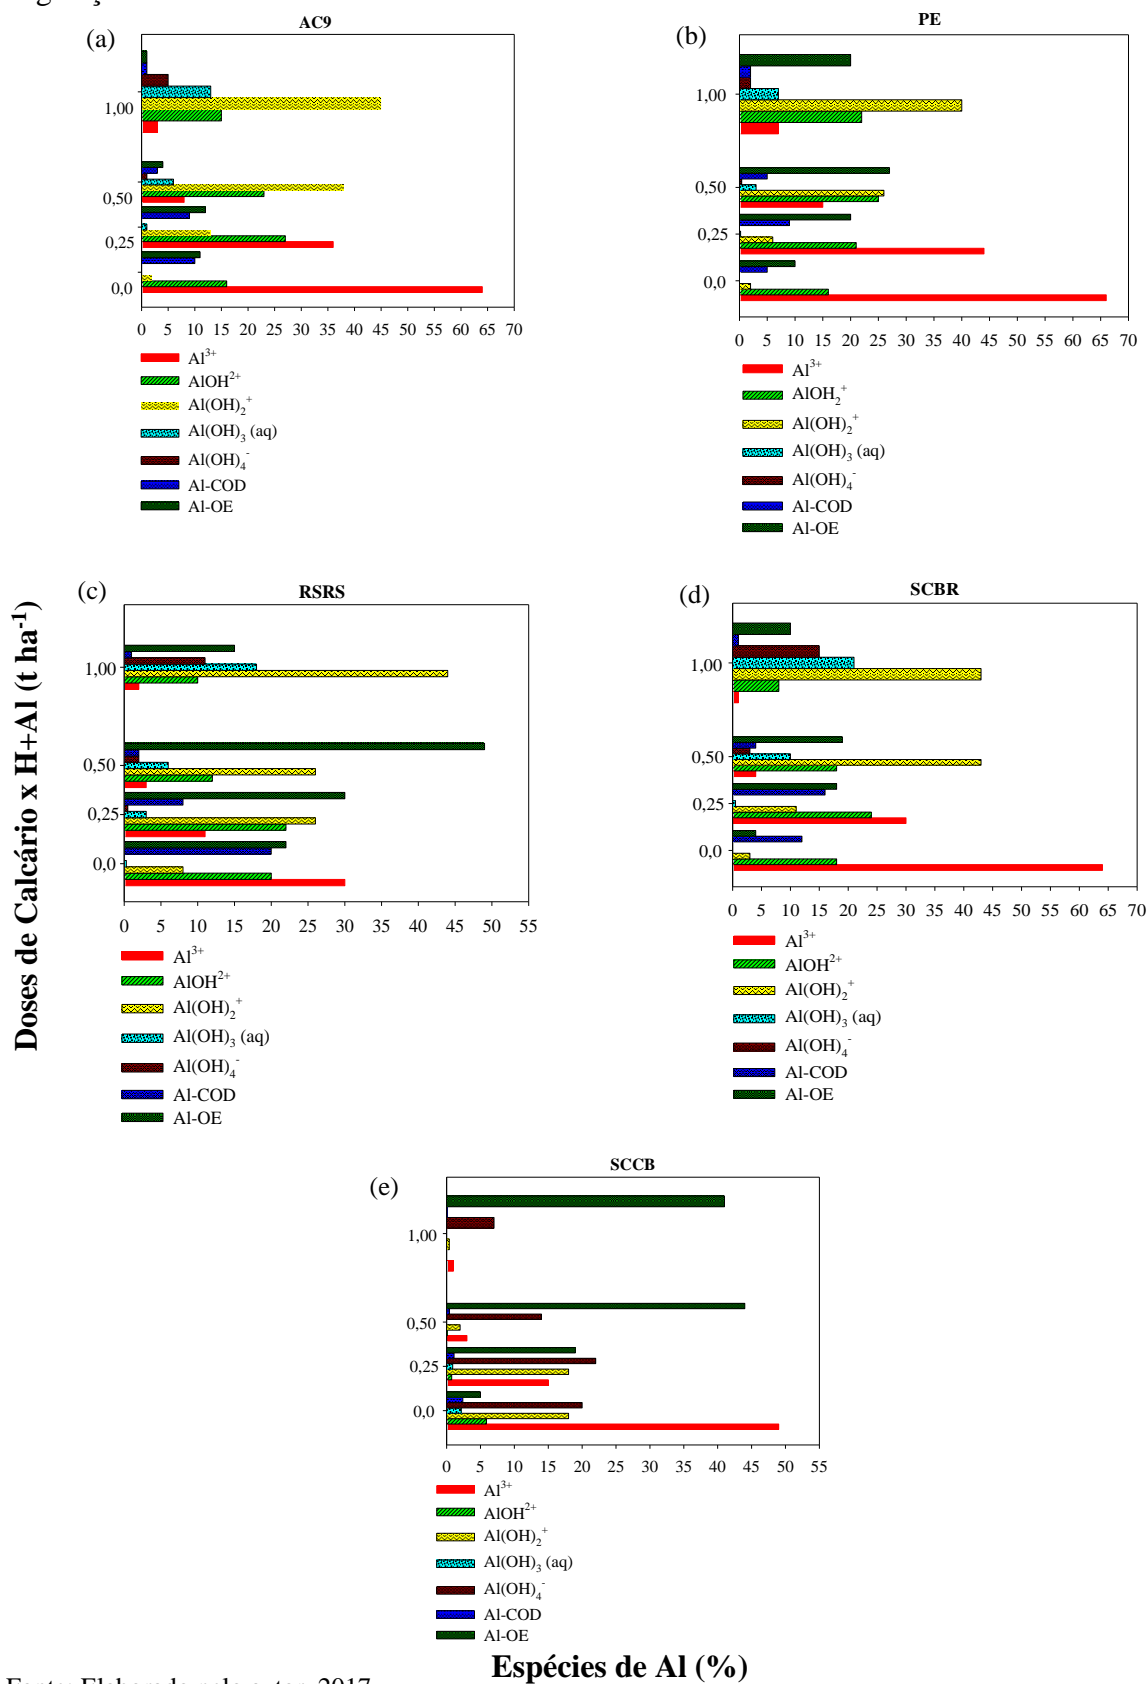 AC9
(a)
1,00
0,50
0,25
0,0
0 5 10 15 20 25 30 35 40 45 50 55 60 65 70
Al³⁺
AlOH²⁺
Al(OH)₂⁺
Al(OH)₃ (aq)
Al(OH)₄⁻
Al-COD
Al-OE
PE
(b)
1,00
0,50
0,25
0,0
0 5 10 15 20 25 30 35 40 45 50 55 60 65 70
Al³⁺
AlOH₂⁺
Al(OH)₂⁺
Al(OH)₃ (aq)
Al(OH)₄⁻
Al-COD
Al-OE
Doses de Calcário x H+Al (t ha⁻¹)
RSRS
(c)
1,00
0,50
0,25
0,0
0 5 10 15 20 25 30 35 40 45 50 55
Al³⁺
AlOH²⁺
Al(OH)₂⁺
Al(OH)₃ (aq)
Al(OH)₄⁻
Al-COD
Al-OE
SCBR
(d)
1,00
0,50
0,25
0,0
0 5 10 15 20 25 30 35 40 45 50 55 60 65 70
Al³⁺
AlOH²⁺
Al(OH)₂⁺
Al(OH)₃ (aq)
Al(OH)₄⁻
Al-COD
Al-OE
SCCB
(e)
1,00
0,50
0,25
0,0
0 5 10 15 20 25 30 35 40 45 50 55
Al³⁺
AlOH²⁺
Al(OH)₂⁺
Al(OH)₃ (aq)
Al(OH)₄⁻
Al-COD
Al-OE
Espécies de Al (%)